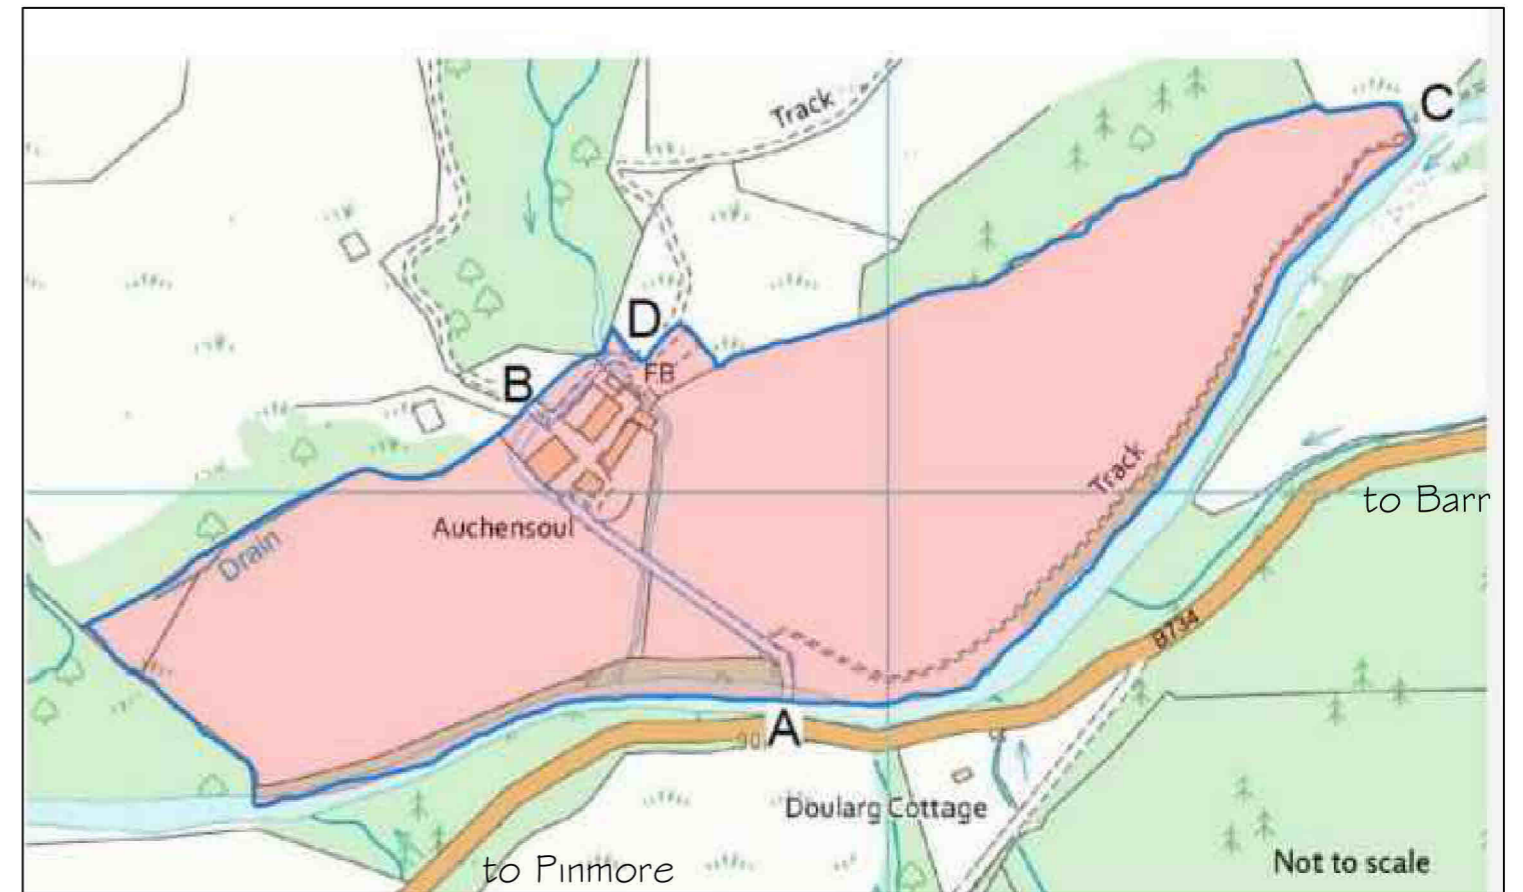 Track
C
D
B
FB
Track
to Barr
Auchensoul
Drain
B734
A
Doularg Cottage
to Pinmore
Not to scale